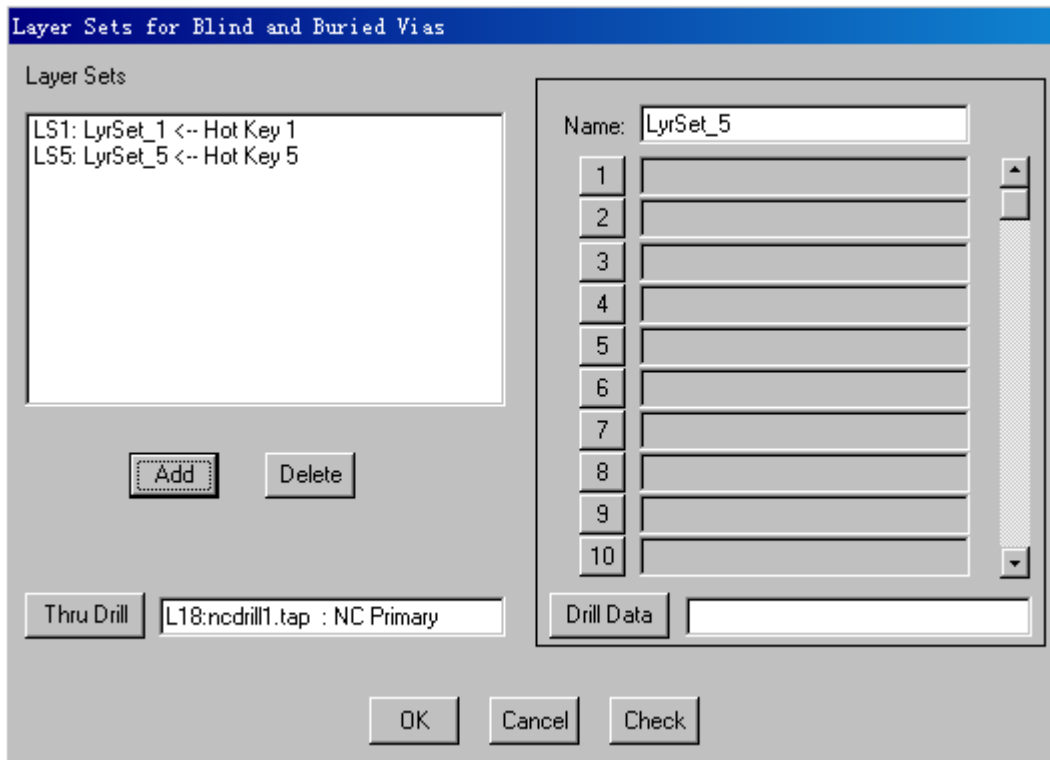 Layer Sets for Blind and Buried Vias
Layer Sets
LS1: LyrSet_1 <-- Hot Key 1
LS5: LyrSet_5 <-- Hot Key 5
Add
Delete
Thru Drill
L18:ncdrill1.tap : NC Primary
Name:
LyrSet_5
1
2
3
4
5
6
7
8
9
10
Drill Data
OK
Cancel
Check